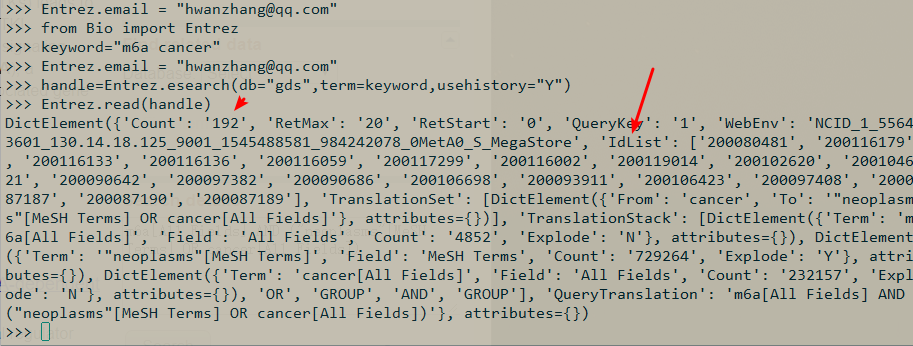 >>> Entrez.email = "hwanzhang@qq.com"
>>> from Bio import Entrez
>>> keyword="m6a cancer"
>>> Entrez.email = "hwanzhang@qq.com"
>>> handle=Entrez.esearch(db="gds",term=keyword,usehistory="Y")
>>> Entrez.read(handle)
DictElement({'Count': '192', 'RetMax': '20', 'RetStart': '0', 'QueryKey': '1', 'WebEnv': 'NCID_1_5564
3601_130.14.18.125_9001_1545488581_984242078_0MetA0_S_MegaStore', 'IdList': ['200080481', '200116179'
, '200116133', '200116136', '200116059', '200117299', '200116002', '200119014', '200102620', '2001046
21', '200090642', '200097382', '200090686', '200106698', '200093911', '200106423', '200097408', '2000
87187', '200087190', '200087189'], 'TranslationSet': [DictElement({'From': 'cancer', 'To': '"neoplasm
s"[MeSH Terms] OR cancer[All Fields]'}, attributes={})], 'TranslationStack': [DictElement({'Term': 'm
6a[All Fields]', 'Field': 'All Fields', 'Count': '4852', 'Explode': 'N'}, attributes={}), DictElement
({'Term': '"neoplasms"[MeSH Terms]', 'Field': 'MeSH Terms', 'Count': '729264', 'Explode': 'Y'}, attri
butes={}), DictElement({'Term': 'cancer[All Fields]', 'Field': 'All Fields', 'Count': '232157', 'Expl
ode': 'N'}, attributes={}), 'OR', 'GROUP', 'AND', 'GROUP'], 'QueryTranslation': 'm6a[All Fields] AND
("neoplasms"[MeSH Terms] OR cancer[All Fields])'}, attributes={})
>>>